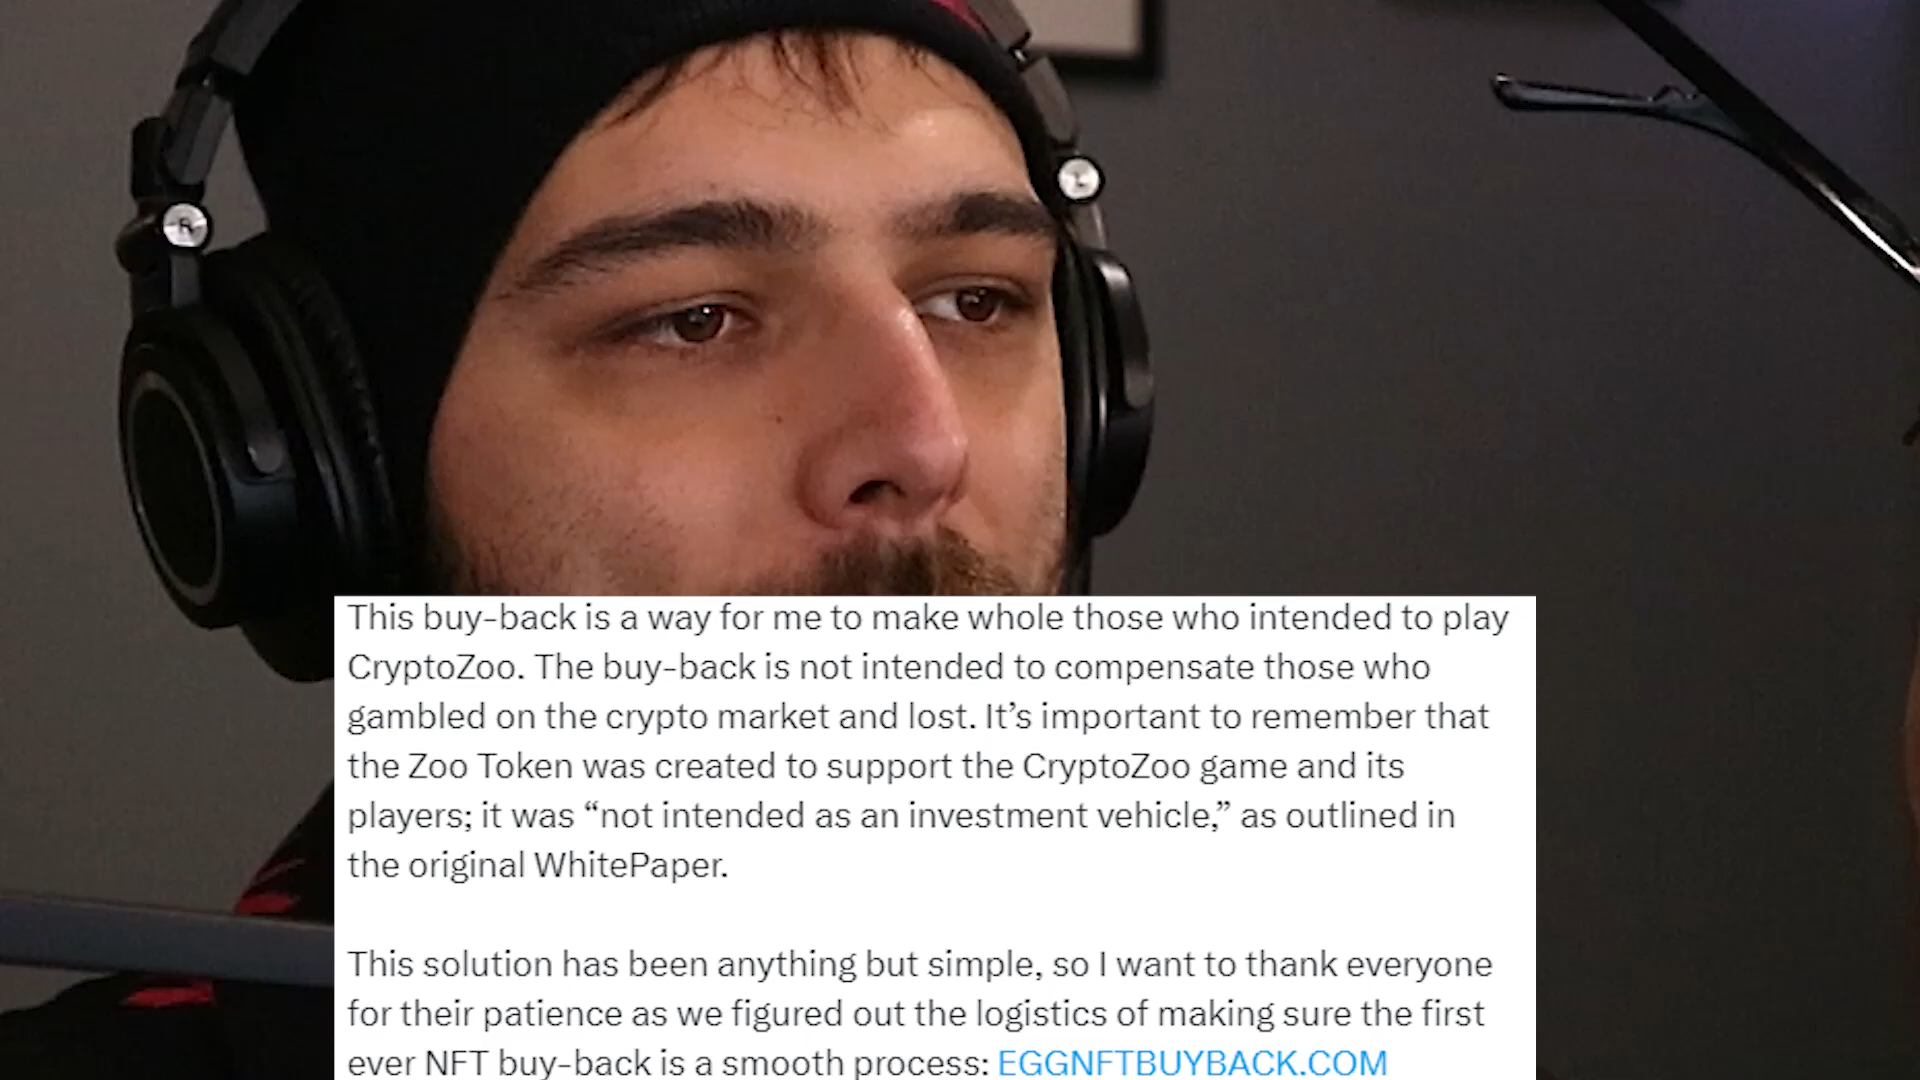 R
L
This buy-back is a way for me to make whole those who intended to play
CryptoZoo. The buy-back is not intended to compensate those who
gambled on the crypto market and lost. It’s important to remember that
the Zoo Token was created to support the CryptoZoo game and its
players; it was “not intended as an investment vehicle,” as outlined in
the original WhitePaper.
This solution has been anything but simple, so I want to thank everyone
for their patience as we figured out the logistics of making sure the first
ever NFT buy-back is a smooth process: EGGNFTBUYBACK.COM